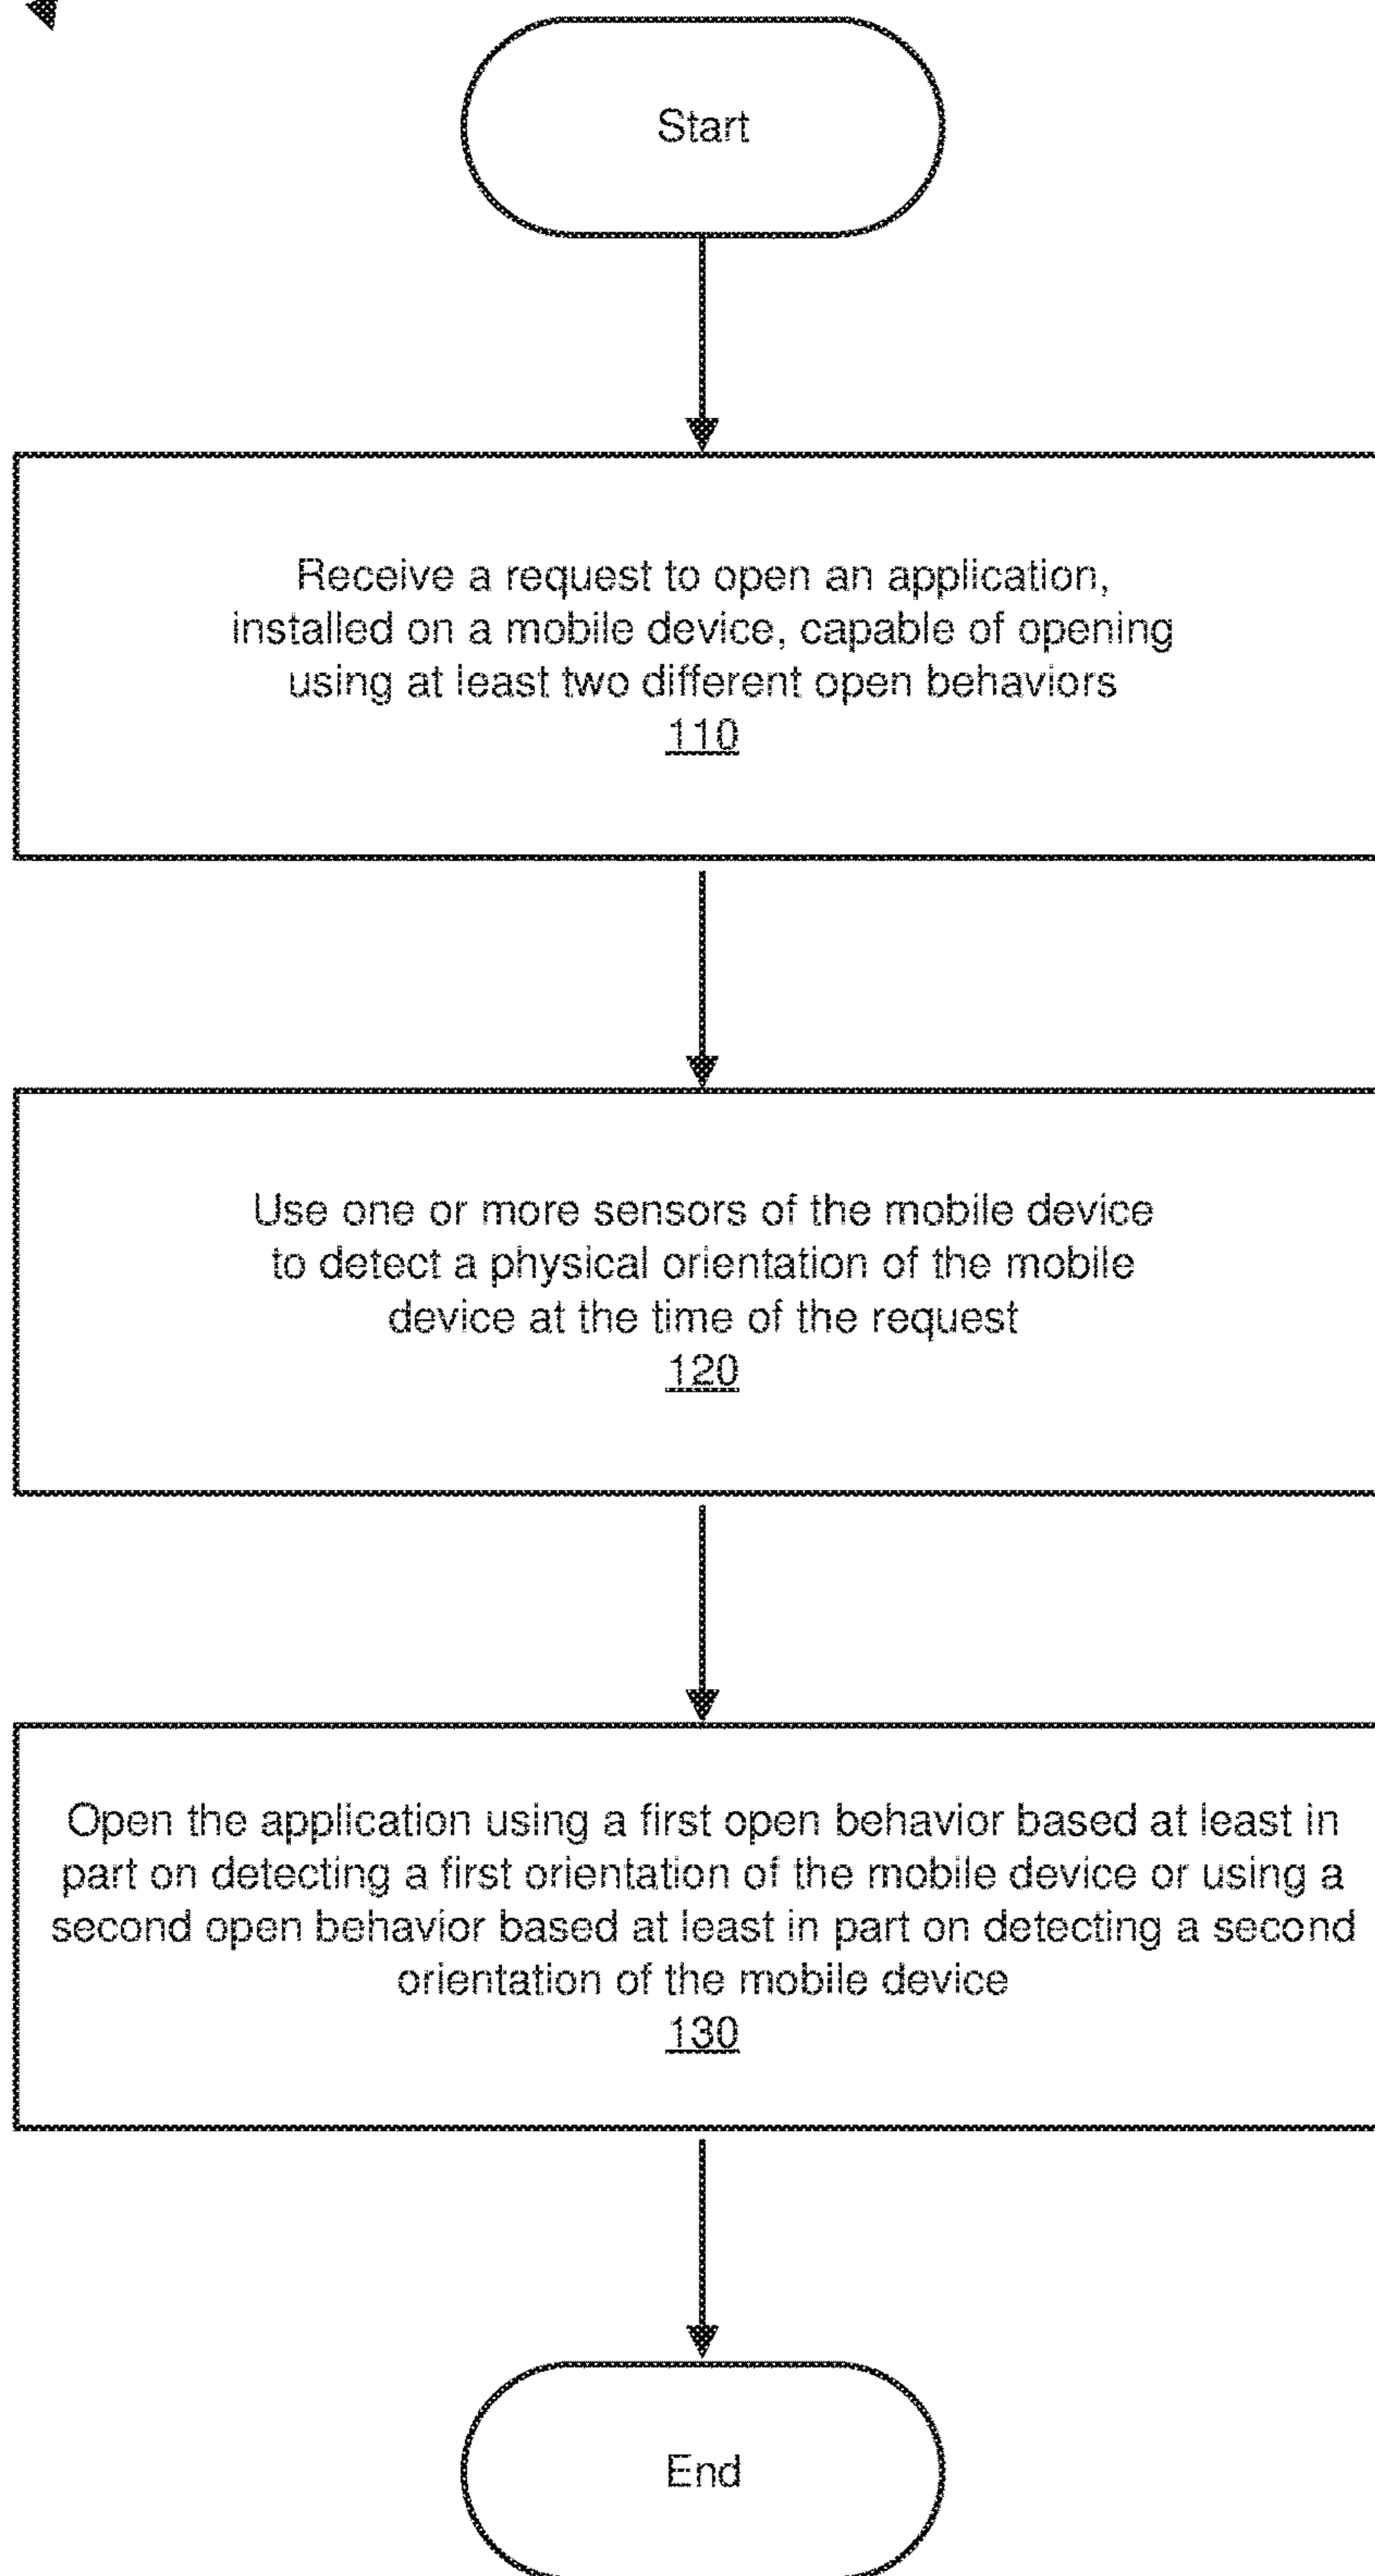 Start
Receive a request to open an application,
installed on a mobile device, capable of opening
using at least two different open behaviors
110
Use one or more sensors of the mobile device
to detect a physical orientation of the mobile
device at the time of the request
120
Open the application using a first open behavior based at least in
part on detecting a first orientation of the mobile device or using a
second open behavior based at least in part on detecting a second
orientation of the mobile device
130
End